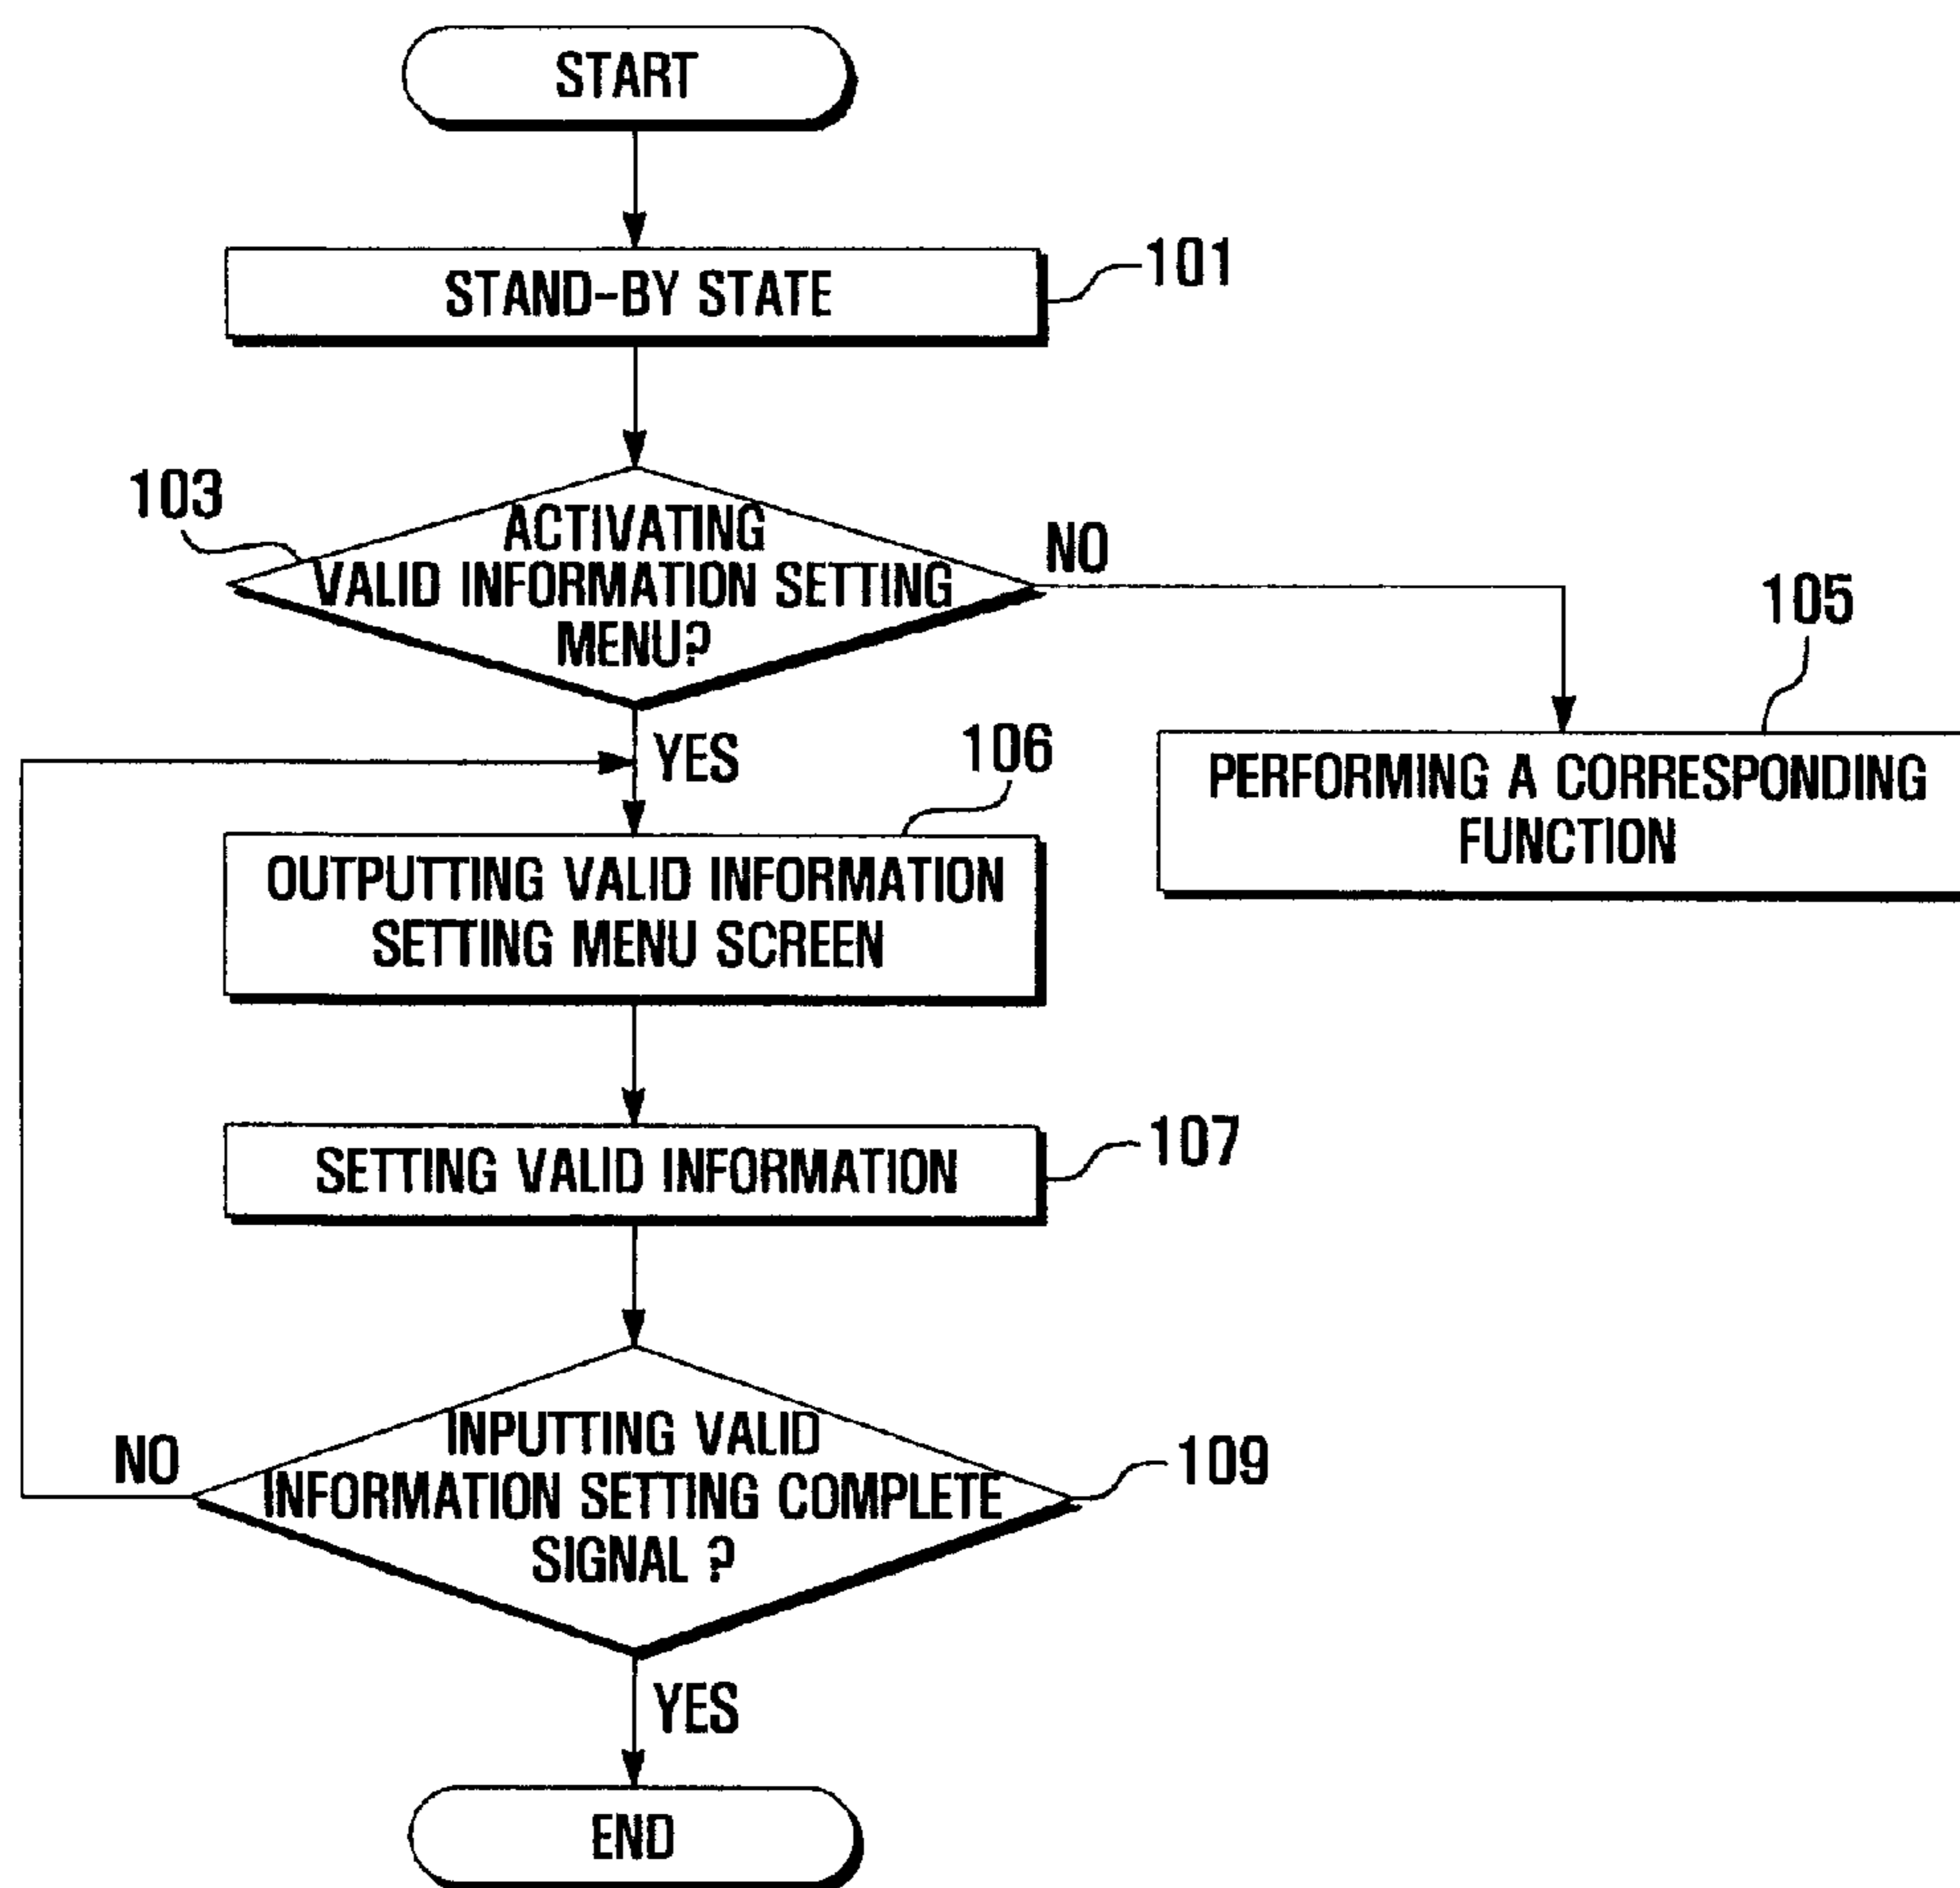 START
STAND-BY STATE
101
103
ACTIVATING
VALID INFORMATION SETTING
MENU?
NO
105
PERFORMING A CORRESPONDING
FUNCTION
YES
106
OUTPUTTING VALID INFORMATION
SETTING MENU SCREEN
SETTING VALID INFORMATION
107
INPUTTING VALID
INFORMATION SETTING COMPLETE
SIGNAL ?
NO
109
YES
END